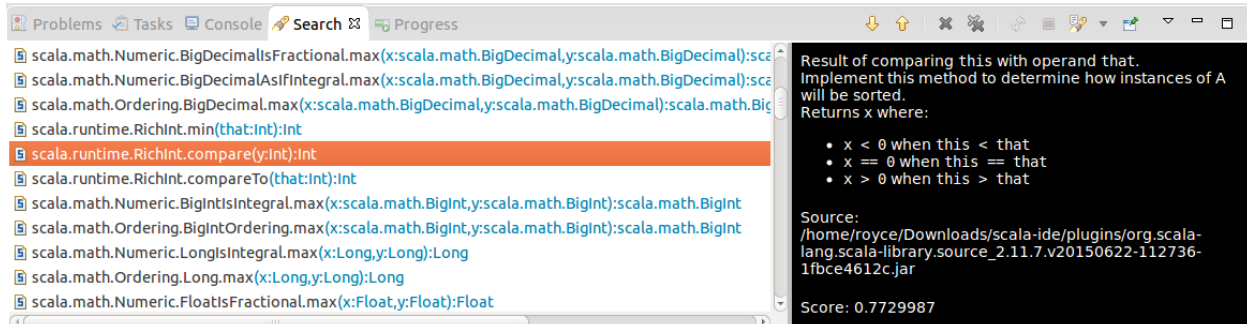 Problems Tasks Console Search Progress
scala.math.Numeric.BigDecimalIsFractional.max(x:scala.math.BigDecimal,y:scala.math.BigDecimal):sca
scala.math.Numeric.BigDecimalAsIfIntegral.max(x:scala.math.BigDecimal,y:scala.math.BigDecimal):sca
scala.math.Ordering.BigDecimal.max(x:scala.math.BigDecimal,y:scala.math.BigDecimal):scala.math.Big
scala.runtime.RichInt.min(that:Int):Int
scala.runtime.RichInt.compare(y:Int):Int
scala.runtime.RichInt.compareTo(that:Int):Int
scala.math.Numeric.BigIntIsIntegral.max(x:scala.math.BigInt,y:scala.math.BigInt):scala.math.BigInt
scala.math.Ordering.BigIntOrdering.max(x:scala.math.BigInt,y:scala.math.BigInt):scala.math.BigInt
scala.math.Numeric.LongIsIntegral.max(x:Long,y:Long):Long
scala.math.Ordering.Long.max(x:Long,y:Long):Long
scala.math.Numeric.FloatIsFractional.max(x:Float,y:Float):Float
Result of comparing this with operand that.
Implement this method to determine how instances of A
will be sorted.
Returns x where:
• x < 0 when this < that
• x == 0 when this == that
• x > 0 when this > that
Source:
/home/royce/Downloads/scala-ide/plugins/org.scala-
lang.scala-library.source_2.11.7.v20150622-112736-
1fbce4612c.jar
Score: 0.7729987